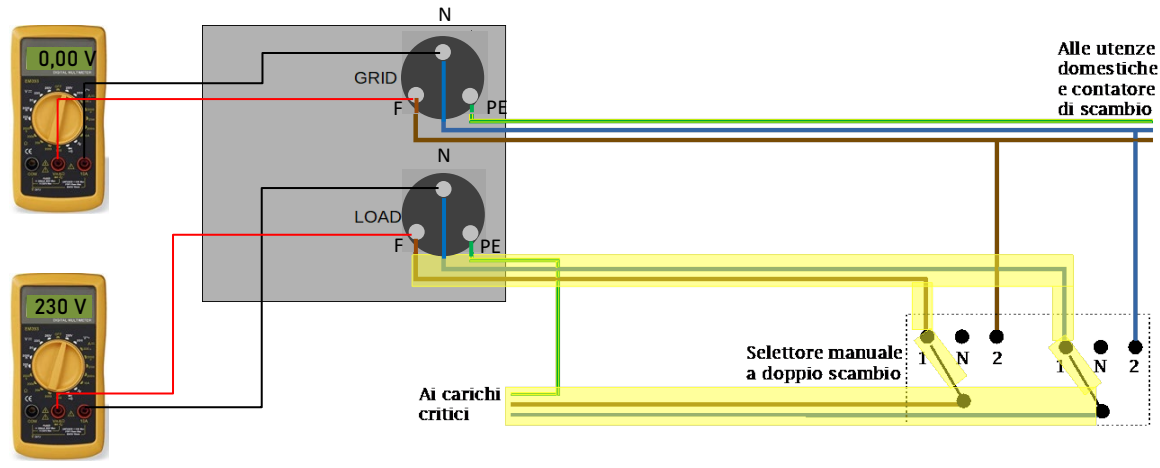 N
0,00 V
GRID
F
PE
Alle utenze
domestiche
e contatore
di scambio
N
LOAD
F
PE
230 V
1 N 2
1 N 2
Selettore manuale
a doppio scambio
Ai carichi
critici